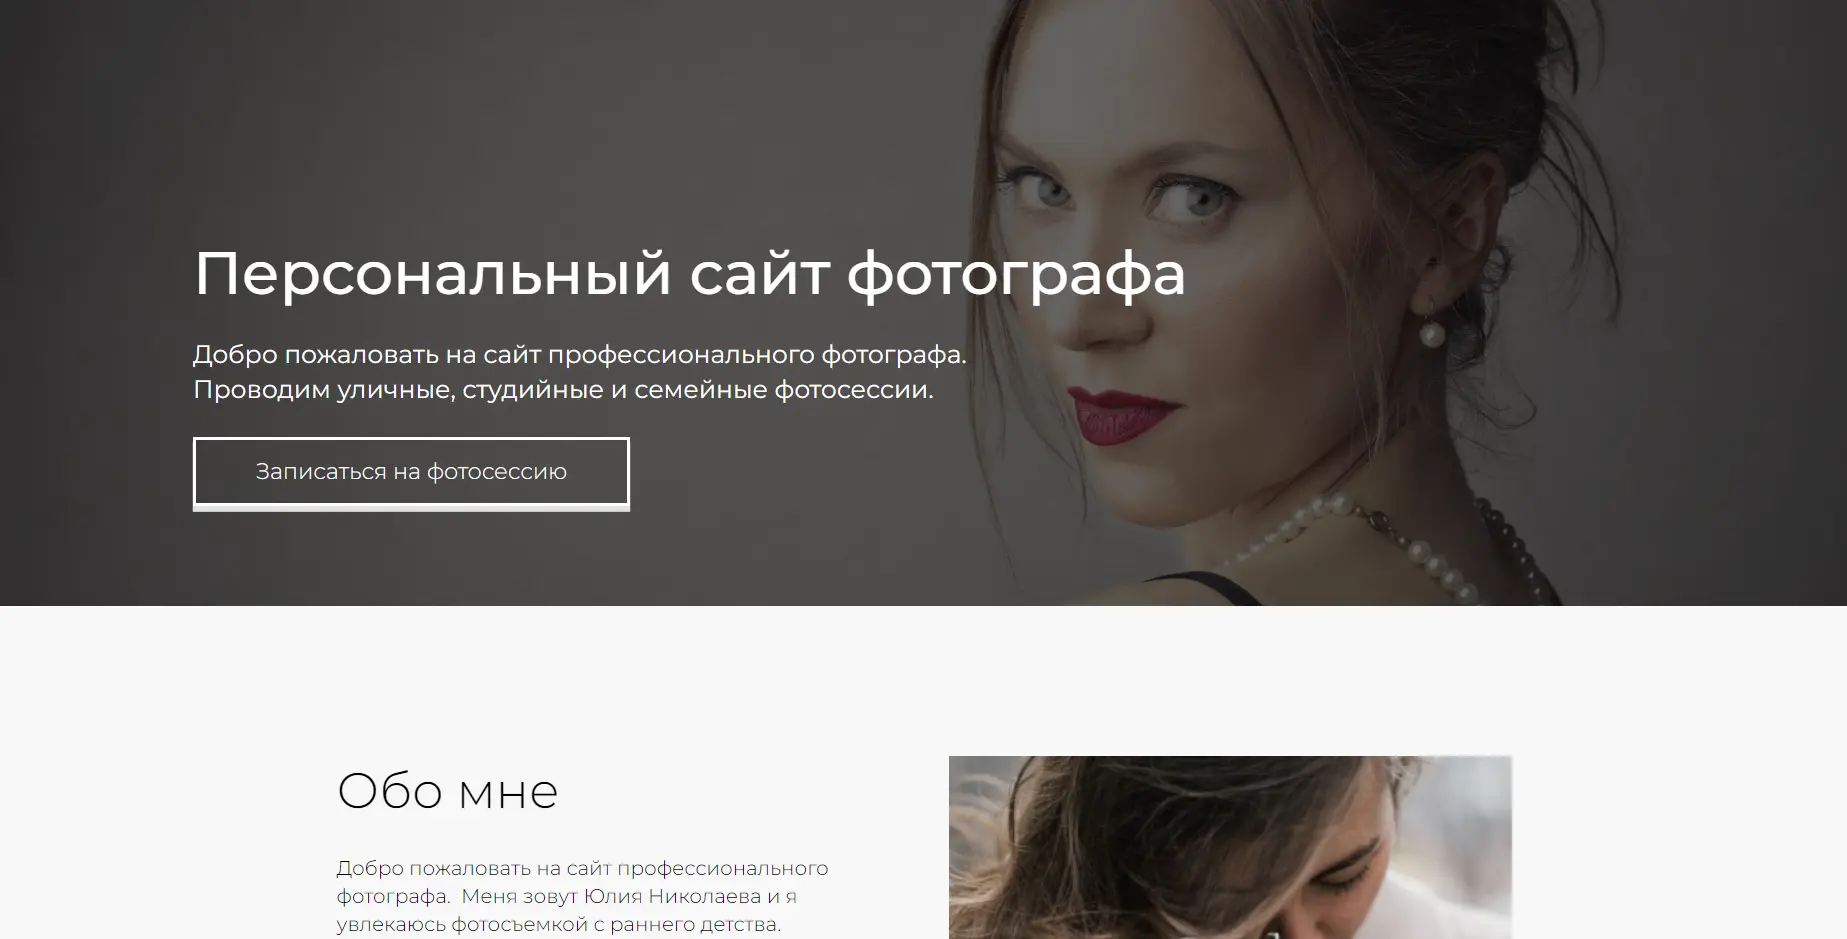 Персональный сайт фотографа
Добро пожаловать на сайт профессионального фотографа.
Проводим уличные, студийные и семейные фотосессии.
Записаться на фотосессию
Обо мне
Добро пожаловать на сайт профессионального
фотографа.  Меня зовут Юлия Николаева и я
увлекаюсь фотосъемкой с раннего детства.